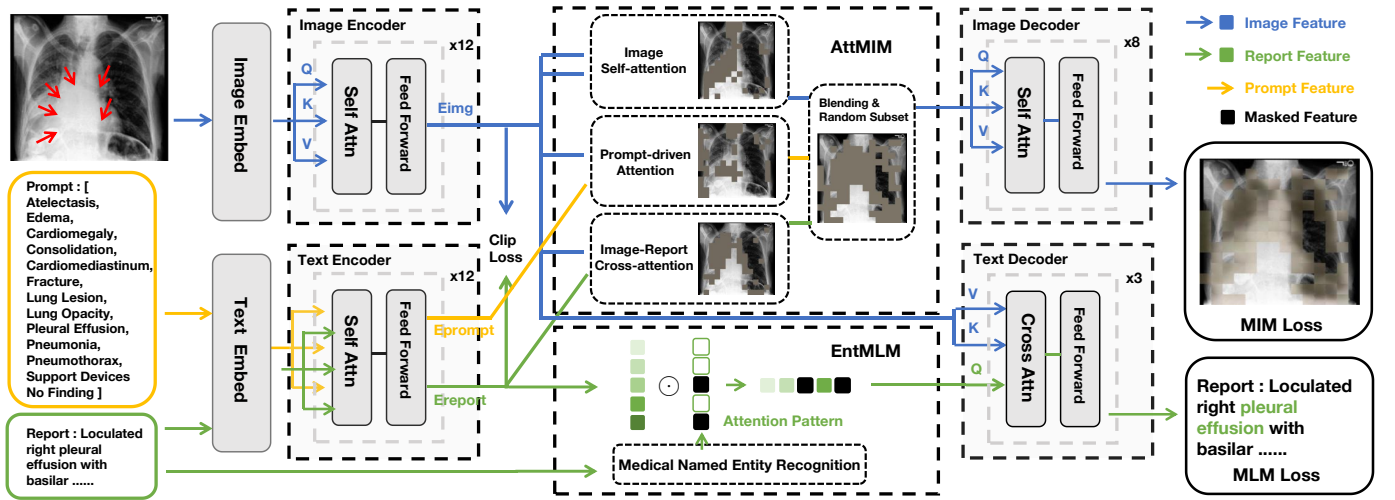 Image Embed
Image Encoder
x12
Q
K
V
Self Attn
Feed Forward
Eimg
Prompt : [
Atelectasis,
Edema,
Cardiomegaly,
Consolidation,
Cardiomediastinum,
Fracture,
Lung Lesion,
Lung Opacity,
Pleural Effusion,
Pneumonia,
Pneumothorax,
Support Devices
No Finding ]
Report : Loculated
right pleural
effusion with
basilar ......
Text Embed
Text Encoder
x12
Self Attn
Feed Forward
Eprompt
Ereport
Clip
Loss
AttMIM
Image
Self-attention
Prompt-driven
Attention
Image-Report
Cross-attention
Blending &
Random Subset
EntMLM
Attention Pattern
Medical Named Entity Recognition
Image Decoder
x8
Q
K
V
Self Attn
Feed Forward
Text Decoder
x3
V
K
Q
Cross Attn
Feed Forward
Image Feature
Report Feature
Prompt Feature
Masked Feature
MIM Loss
Report : Loculated
right pleural
effusion with
basilar ......
MLM Loss